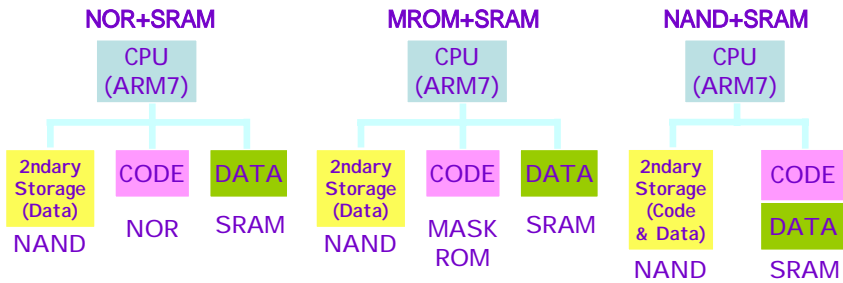 NOR+SRAM
CPU
(ARM7)
2ndary
Storage
(Data)
NAND
CODE
NOR
DATA
SRAM
MROM+SRAM
CPU
(ARM7)
2ndary
Storage
(Data)
NAND
CODE
MASK
ROM
DATA
SRAM
NAND+SRAM
CPU
(ARM7)
2ndary
Storage
(Code
& Data)
NAND
CODE
DATA
SRAM